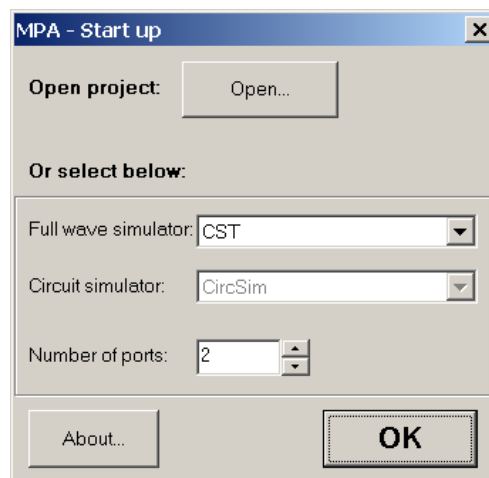 MPA - Start up
Open project: Open...
Or select below:
Full wave simulator: CST
Circuit simulator: CircSim
Number of ports: 2
About... OK